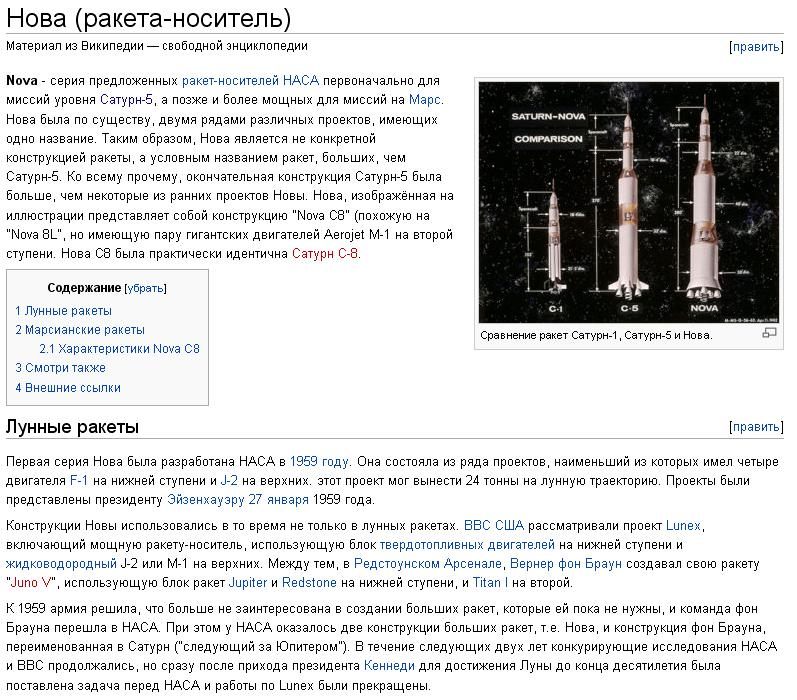 Нова (ракета-носитель)
Материал из Википедии — свободной энциклопедии
[править]
Nova - серия предложенных ракет-носителей НАСА первоначально для
миссий уровня Сатурн-5, а позже и более мощных для миссий на Марс.
Нова была по существу, двумя рядами различных проектов, имеющих
одно название. Таким образом, Нова является не конкретной
конструкцией ракеты, а условным названием ракет, больших, чем
Сатурн-5. Ко всему прочему, окончательная конструкция Сатурн-5 была
больше, чем некоторые из ранних проектов Новы. Нова, изображённая на
иллюстрации представляет собой конструкцию "Nova C8" (похожую на
"Nova 8L", но имеющую пару гигантских двигателей Aerojet M-1 на второй
ступени. Нова C8 была практически идентична Сатурн C-8.
SATURN-NOVA
COMPARISON
C-1
C-5
NOVA
Сравнение ракет Сатурн-1, Сатурн-5 и Нова.
Содержание [убрать]
1 Лунные ракеты
2 Марсианские ракеты
2.1 Характеристики Nova C8
3 Смотри также
4 Внешние ссылки
Лунные ракеты
[править]
Первая серия Нова была разработана НАСА в 1959 году. Она состояла из ряда проектов, наименьший из которых имел четыре
двигателя F-1 на нижней ступени и J-2 на верхних. этот проект мог вынести 24 тонны на лунную траекторию. Проекты были
представлены президенту Эйзенхауэру 27 января 1959 года.
Конструкции Новы использовались в то время не только в лунных ракетах. ВВС США рассматривали проект Lunex,
включающий мощную ракету-носитель, использующую блок твердотопливных двигателей на нижней ступени и
жидководородный J-2 или M-1 на верхних. Между тем, в Редстоунском Арсенале, Вернер фон Браун создавал свою ракету
"Juno V", использующую блок ракет Jupiter и Redstone на нижней ступени, и Titan I на второй.
К 1959 армия решила, что больше не заинтересована в создании больших ракет, которые ей пока не нужны, и команда фон
Брауна перешла в НАСА. При этом у НАСА оказалось две конструкции больших ракет, т.е. Нова, и конструкция фон Брауна,
переименованная в Сатурн ("следующий за Юпитером"). В течение следующих двух лет конкурирующие исследования НАСА
и ВВС продолжались, но сразу после прихода президента Кеннеди для достижения Луны до конца десятилетия была
поставлена задача перед НАСА и работы по Lunex были прекращены.